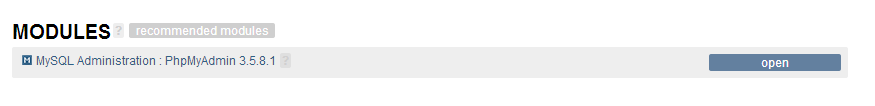 MODULES ? recommended modules
M MySQL Administration : PhpMyAdmin 3.5.8.1 ? open